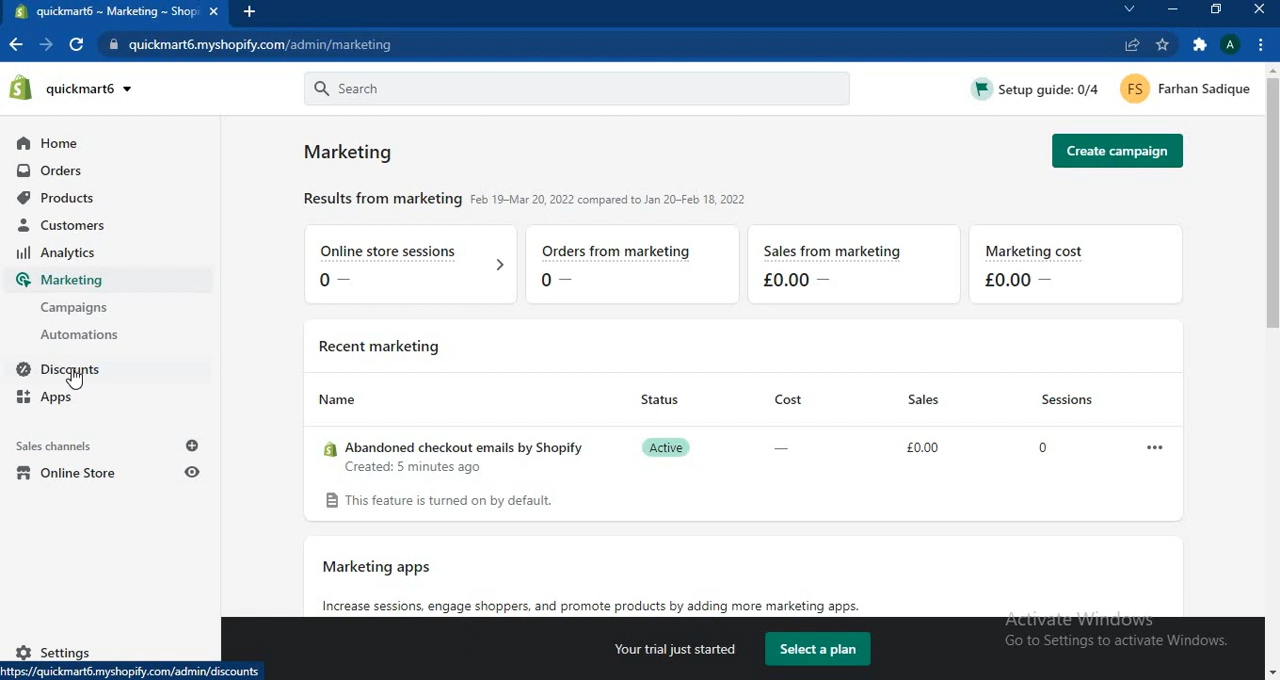 quickmart6 ~ Marketing ~ Shop
quickmart6.myshopify.com/admin/marketing
A
quickmart6
Search
Setup guide: 0/4
FS
Farhan Sadique
Home
Orders
Products
Customers
Analytics
Marketing
Campaigns
Automations
Discounts
Apps
Sales channels
Online Store
Settings
https://quickmart6.myshopify.com/admin/discounts
Marketing
Create campaign
Results from marketing Feb 19–Mar 20, 2022 compared to Jan 20–Feb 18, 2022
Online store sessions
0 —
Orders from marketing
0 —
Sales from marketing
£0.00 —
Marketing cost
£0.00 —
Recent marketing
Name Status Cost Sales Sessions
Abandoned checkout emails by Shopify Active — £0.00 0
Created: 5 minutes ago
This feature is turned on by default.
Marketing apps
Increase sessions, engage shoppers, and promote products by adding more marketing apps.
Your trial just started
Select a plan
Activate Windows
Go to Settings to activate Windows.